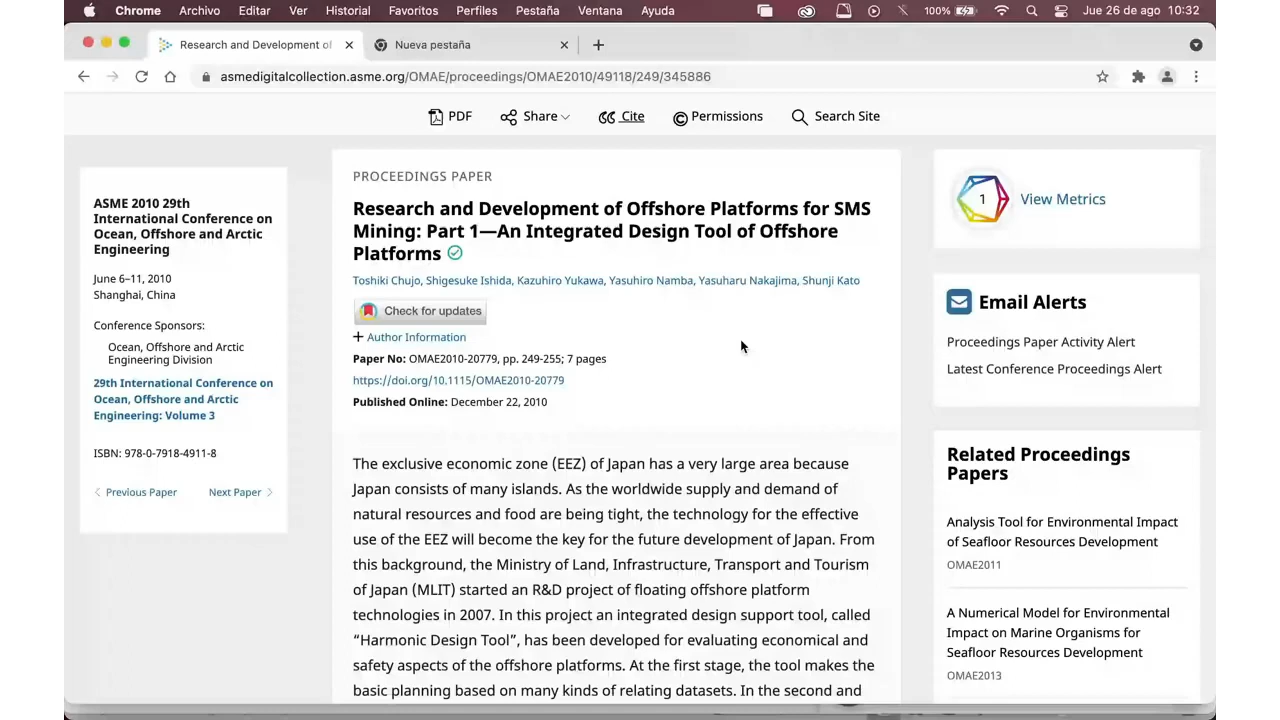 Chrome Archivo Editar Ver Historial Favoritos Perfiles Pestaña Ventana Ayuda 100% Jue 26 de ago 10:32
Research and Development of
Nueva pestaña
asmedigitalcollection.asme.org/OMAE/proceedings/OMAE2010/49118/249/345886
PDF Share Cite Permissions Search Site
ASME 2010 29th
International Conference on
Ocean, Offshore and Arctic
Engineering
June 6–11, 2010
Shanghai, China
Conference Sponsors:
Ocean, Offshore and Arctic
Engineering Division
29th International Conference on
Ocean, Offshore and Arctic
Engineering: Volume 3
ISBN: 978-0-7918-4911-8
Previous Paper Next Paper
PROCEEDINGS PAPER
Research and Development of Offshore Platforms for SMS
Mining: Part 1—An Integrated Design Tool of Offshore
Platforms
Toshiki Chujo, Shigesuke Ishida, Kazuhiro Yukawa, Yasuhiro Namba, Yasuharu Nakajima, Shunji Kato
Check for updates
+ Author Information
Paper No: OMAE2010-20779, pp. 249-255; 7 pages
https://doi.org/10.1115/OMAE2010-20779
Published Online: December 22, 2010
The exclusive economic zone (EEZ) of Japan has a very large area because
Japan consists of many islands. As the worldwide supply and demand of
natural resources and food are being tight, the technology for the effective
use of the EEZ will become the key for the future development of Japan. From
this background, the Ministry of Land, Infrastructure, Transport and Tourism
of Japan (MLIT) started an R&D project of floating offshore platform
technologies in 2007. In this project an integrated design support tool, called
“Harmonic Design Tool”, has been developed for evaluating economical and
safety aspects of the offshore platforms. At the first stage, the tool makes the
basic planning based on many kinds of relating datasets. In the second and
1
View Metrics
Email Alerts
Proceedings Paper Activity Alert
Latest Conference Proceedings Alert
Related Proceedings
Papers
Analysis Tool for Environmental Impact
of Seafloor Resources Development
OMAE2011
A Numerical Model for Environmental
Impact on Marine Organisms for
Seafloor Resources Development
OMAE2013